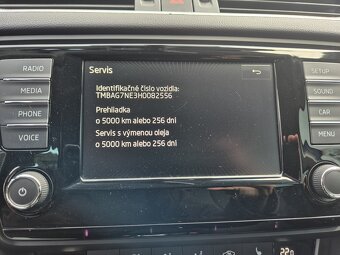 Servis
Identifikačné číslo vozidla:
TMBAG7NE3H0082556
Prehliadka
o 5000 km alebo 256 dní
Servis s výmenou oleja
o 5000 km alebo 256 dní
RADIO
MEDIA
PHONE
VOICE
SETUP
SOUND
CAR
MENU